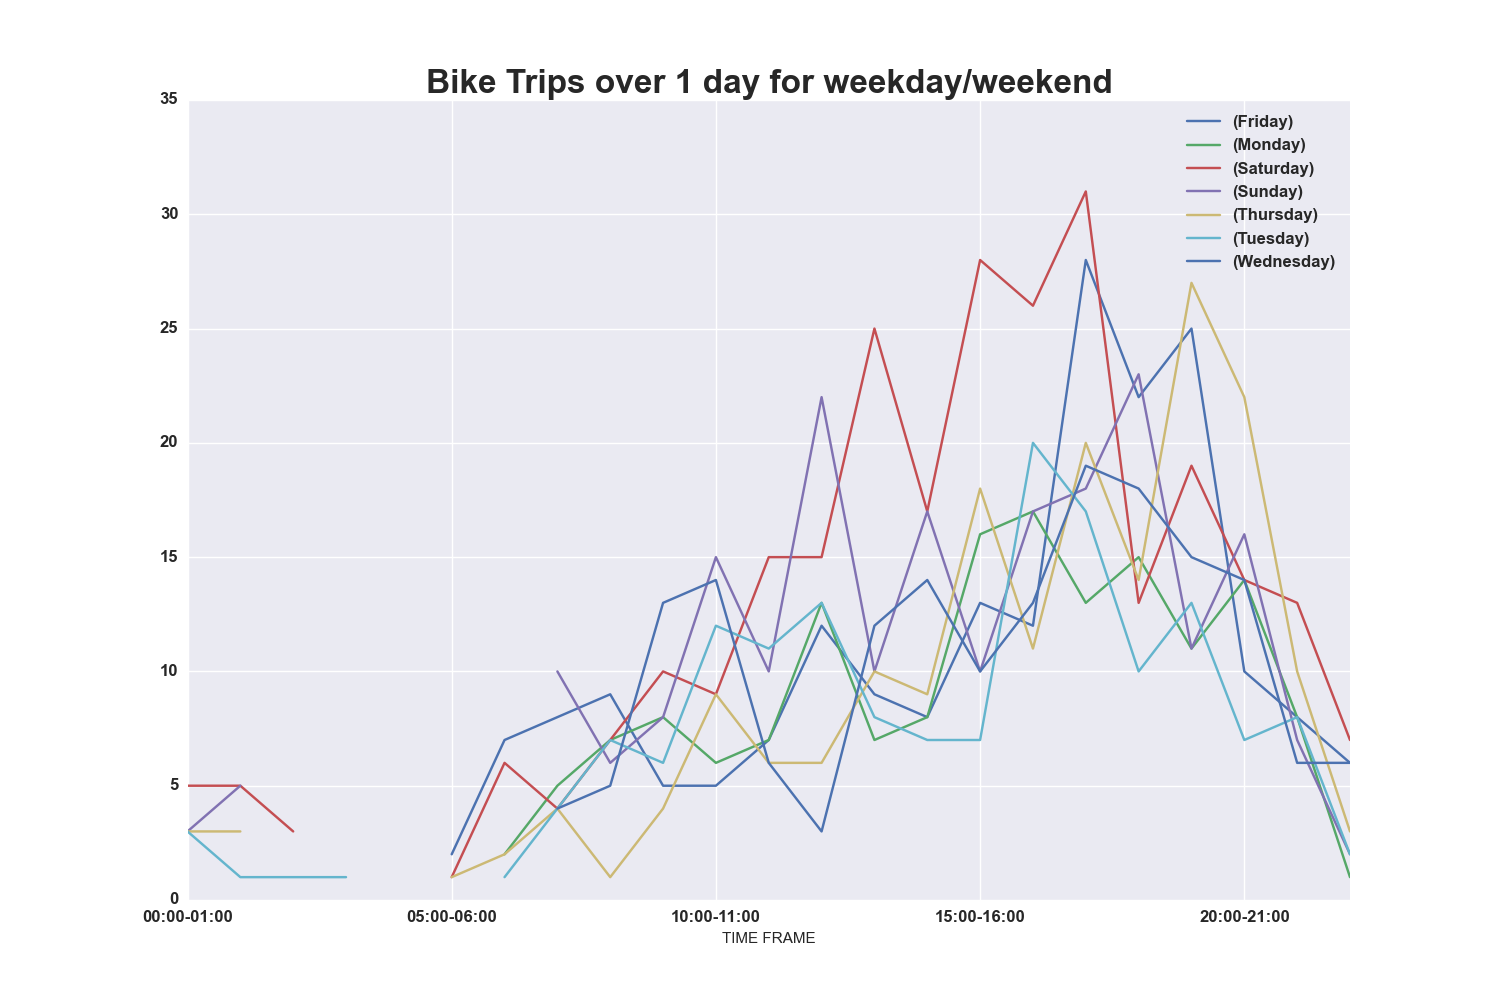 Bike Trips over 1 day for weekday/weekend
35
30
25
20
15
10
5
0
(Friday)
(Monday)
(Saturday)
(Sunday)
(Thursday)
(Tuesday)
(Wednesday)
00:00-01:00 05:00-06:00 10:00-11:00 15:00-16:00 20:00-21:00
TIME FRAME